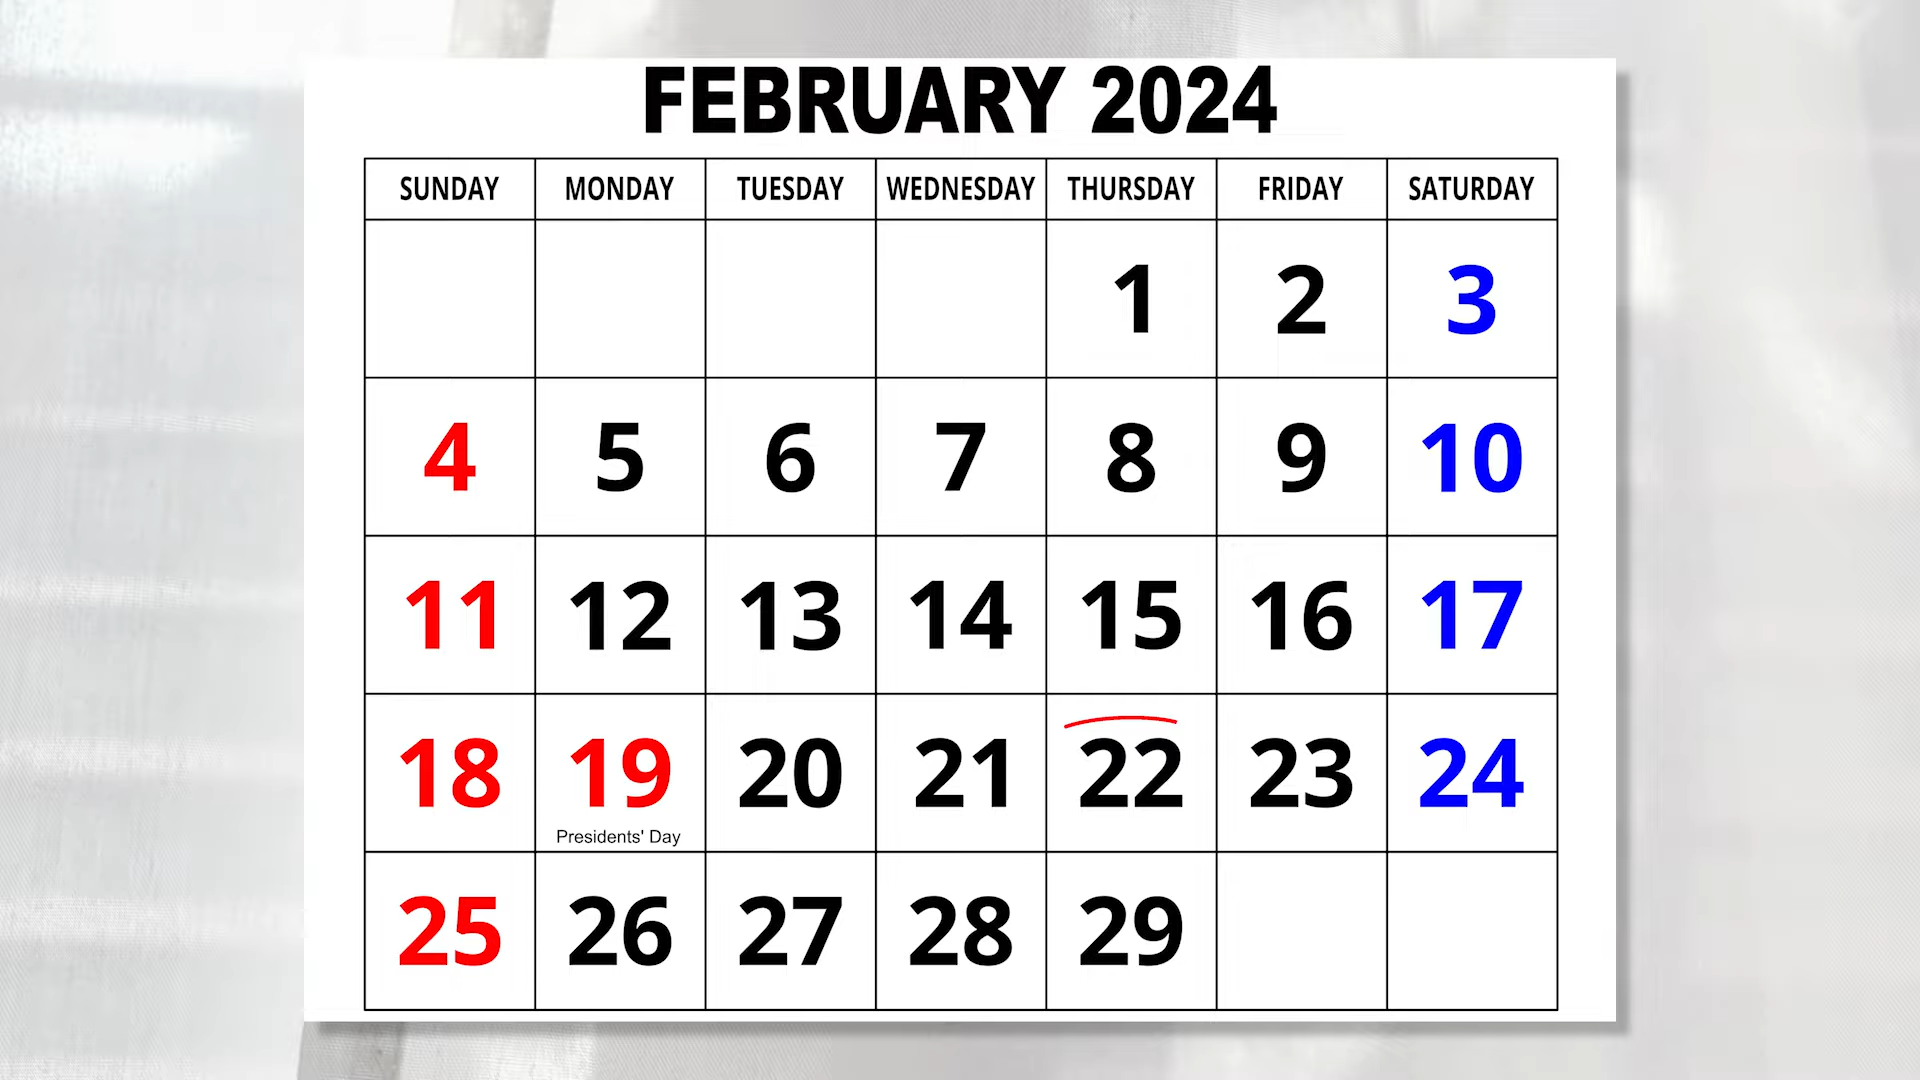 FEBRUARY 2024
SUNDAY MONDAY TUESDAY WEDNESDAY THURSDAY FRIDAY SATURDAY
1 2 3
4 5 6 7 8 9 10
11 12 13 14 15 16 17
18 19 20 21 22 23 24
Presidents' Day
25 26 27 28 29